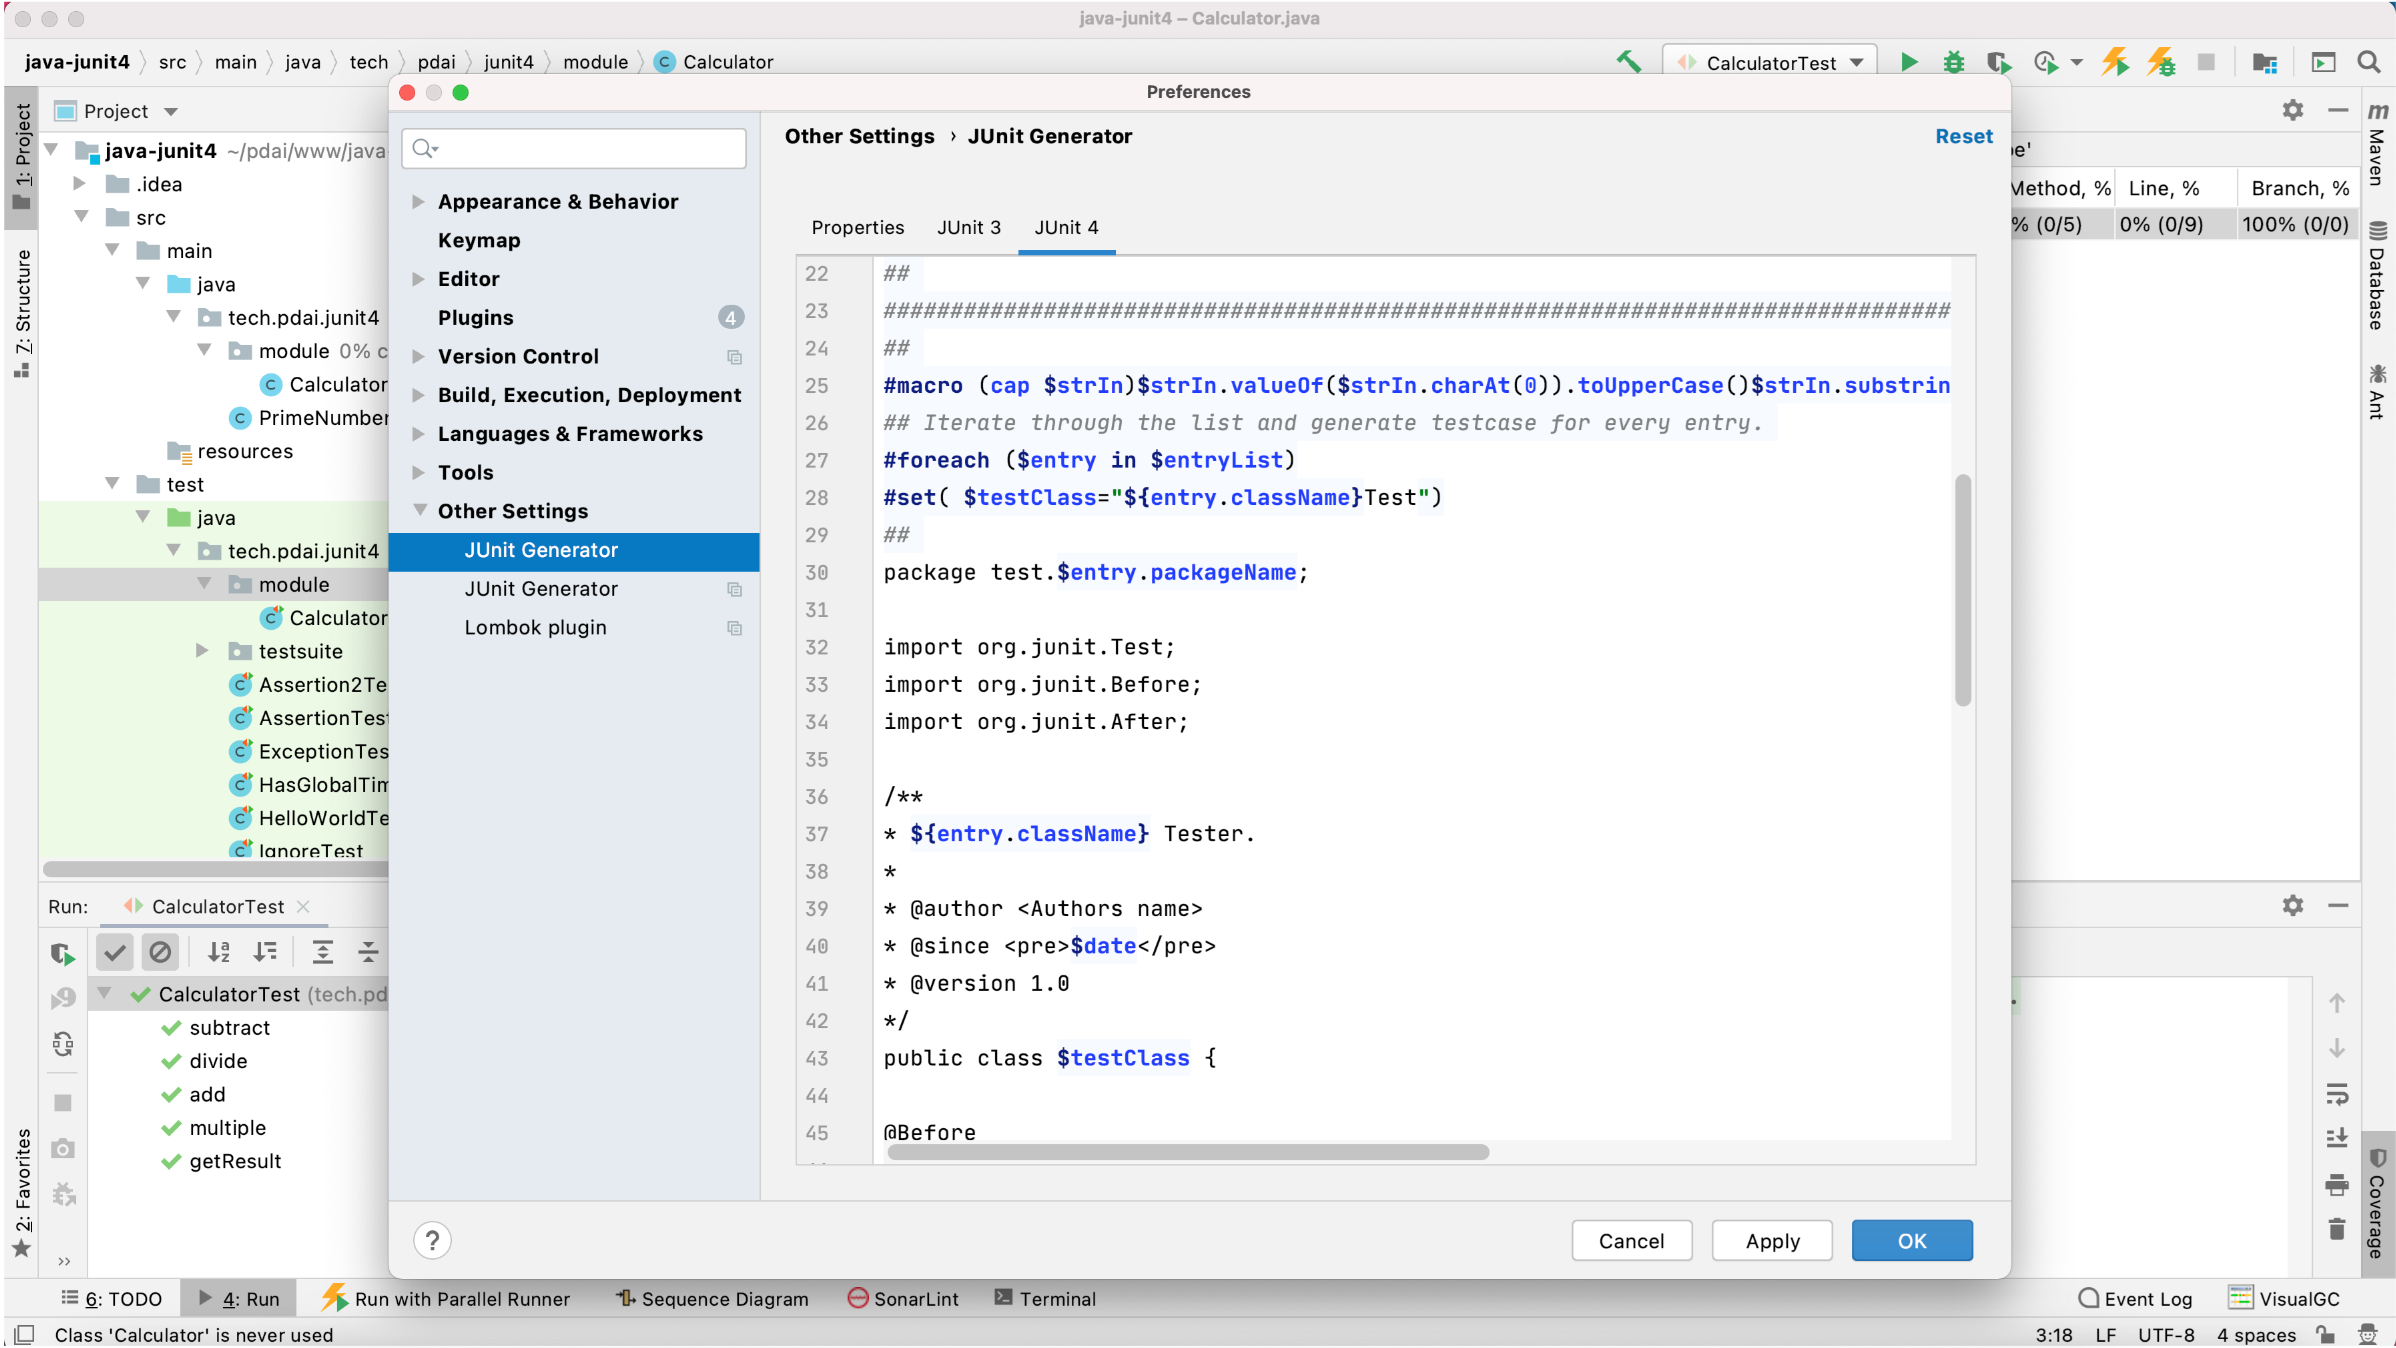 java-junit4 – Calculator.java
java-junit4 src main java tech pdai junit4 module Calculator
CalculatorTest
1: Project
7: Structure
2: Favorites
Project
java-junit4 ~/pdai/www/java-
.idea
src
main
java
tech.pdai.junit4
module 0% c
Calculator
PrimeNumber
resources
test
java
tech.pdai.junit4
module
Calculator
testsuite
Assertion2Te
AssertionTest
ExceptionTes
HasGlobalTim
HelloWorldTe
IgnoreTest
Preferences
Appearance & Behavior
Keymap
Editor
Plugins 4
Version Control
Build, Execution, Deployment
Languages & Frameworks
Tools
Other Settings
JUnit Generator
JUnit Generator
Lombok plugin
Other Settings › JUnit Generator
Reset
Properties JUnit 3 JUnit 4
22 ##
23 ################################################################################
24 ##
25 #macro (cap $strIn)$strIn.valueOf($strIn.charAt(0)).toUpperCase()$strIn.substrin
26 ## Iterate through the list and generate testcase for every entry.
27 #foreach ($entry in $entryList)
28 #set( $testClass="${entry.className}Test")
29 ##
30 package test.$entry.packageName;
31
32 import org.junit.Test;
33 import org.junit.Before;
34 import org.junit.After;
35
36 /**
37 * ${entry.className} Tester.
38 *
39 * @author <Authors name>
40 * @since <pre>$date</pre>
41 * @version 1.0
42 */
43 public class $testClass {
44
45 @Before
? Cancel Apply OK
be'
Method, % Line, % Branch, %
% (0/5) 0% (0/9) 100% (0/0)
m Maven
Database
Ant
Coverage
Run: CalculatorTest
CalculatorTest (tech.pd
subtract
divide
add
multiple
getResult
6: TODO 4: Run Run with Parallel Runner Sequence Diagram SonarLint Terminal Event Log VisualGC
Class 'Calculator' is never used
3:18 LF UTF-8 4 spaces